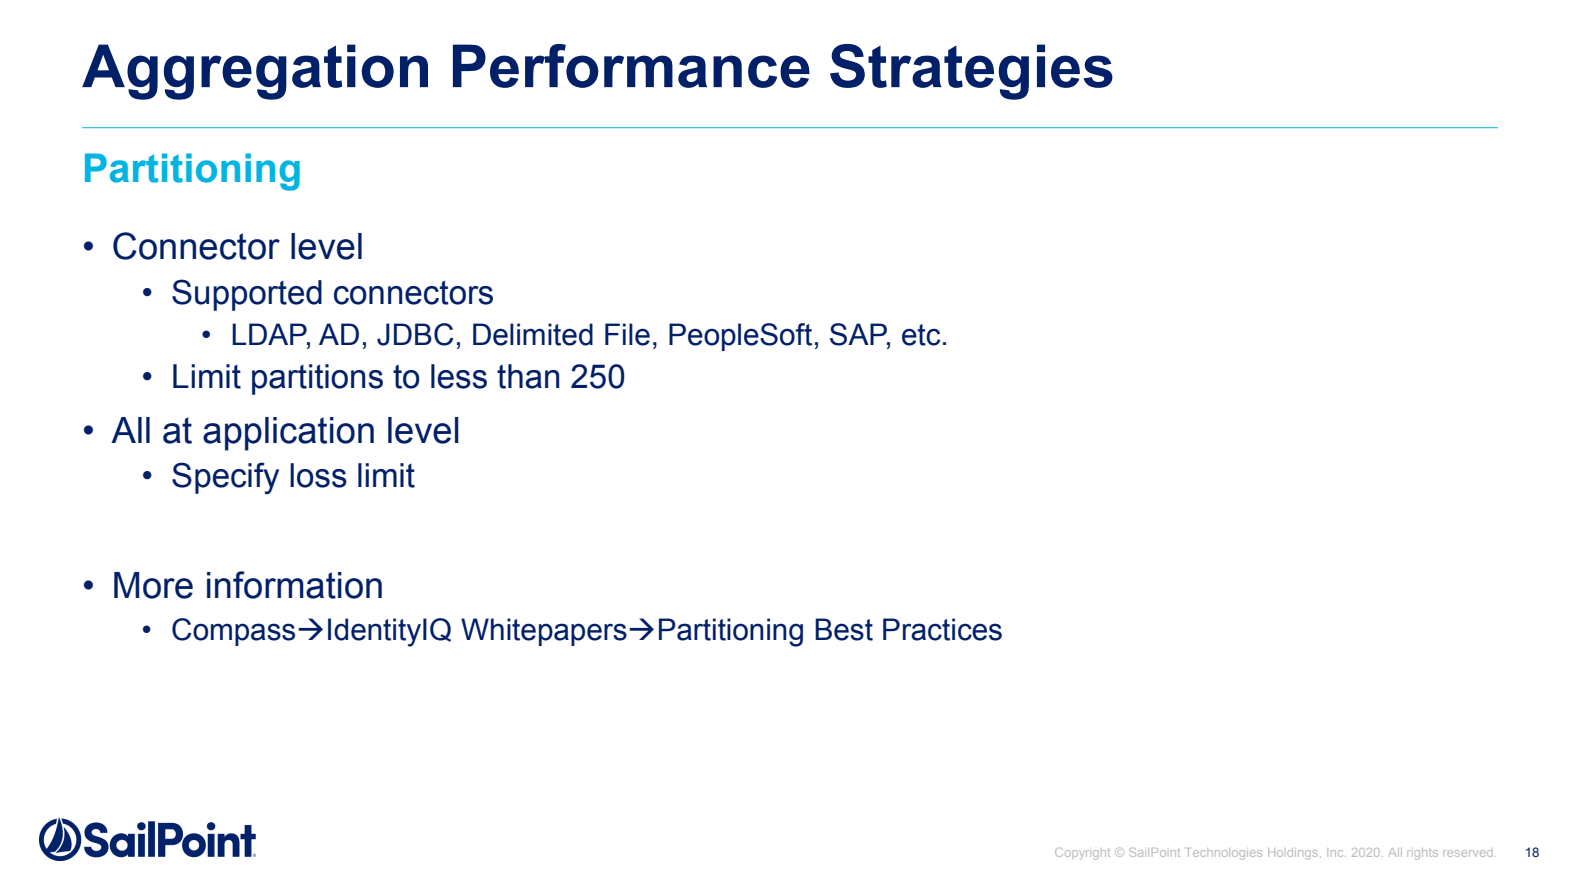 Aggregation Performance Strategies
Partitioning
• Connector level
• Supported connectors
• LDAP, AD, JDBC, Delimited File, PeopleSoft, SAP, etc.
• Limit partitions to less than 250
• All at application level
• Specify loss limit
• More information
• Compass→IdentityIQ Whitepapers→Partitioning Best Practices
SailPoint
Copyright © SailPoint Technologies Holdings, Inc. 2020. All rights reserved. 18